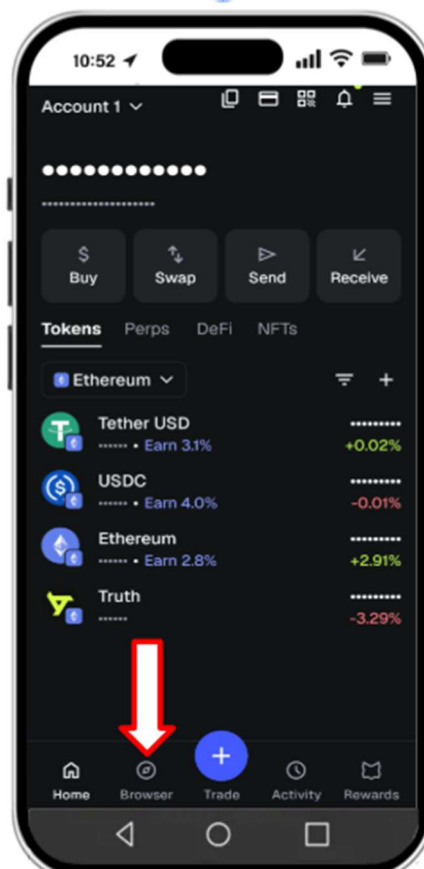 10:52
Account 1
••••••••••••
••••••••••••••••••••
$
Buy
Swap
Send
Receive
Tokens Perps DeFi NFTs
Ethereum
Tether USD •••••••••
•••••• • Earn 3.1% +0.02%
USDC •••••••••
•••••• • Earn 4.0% -0.01%
Ethereum •••••••••
•••••• • Earn 2.8% +2.91%
Truth •••••••••
•••••• -3.29%
Home Browser Trade Activity Rewards